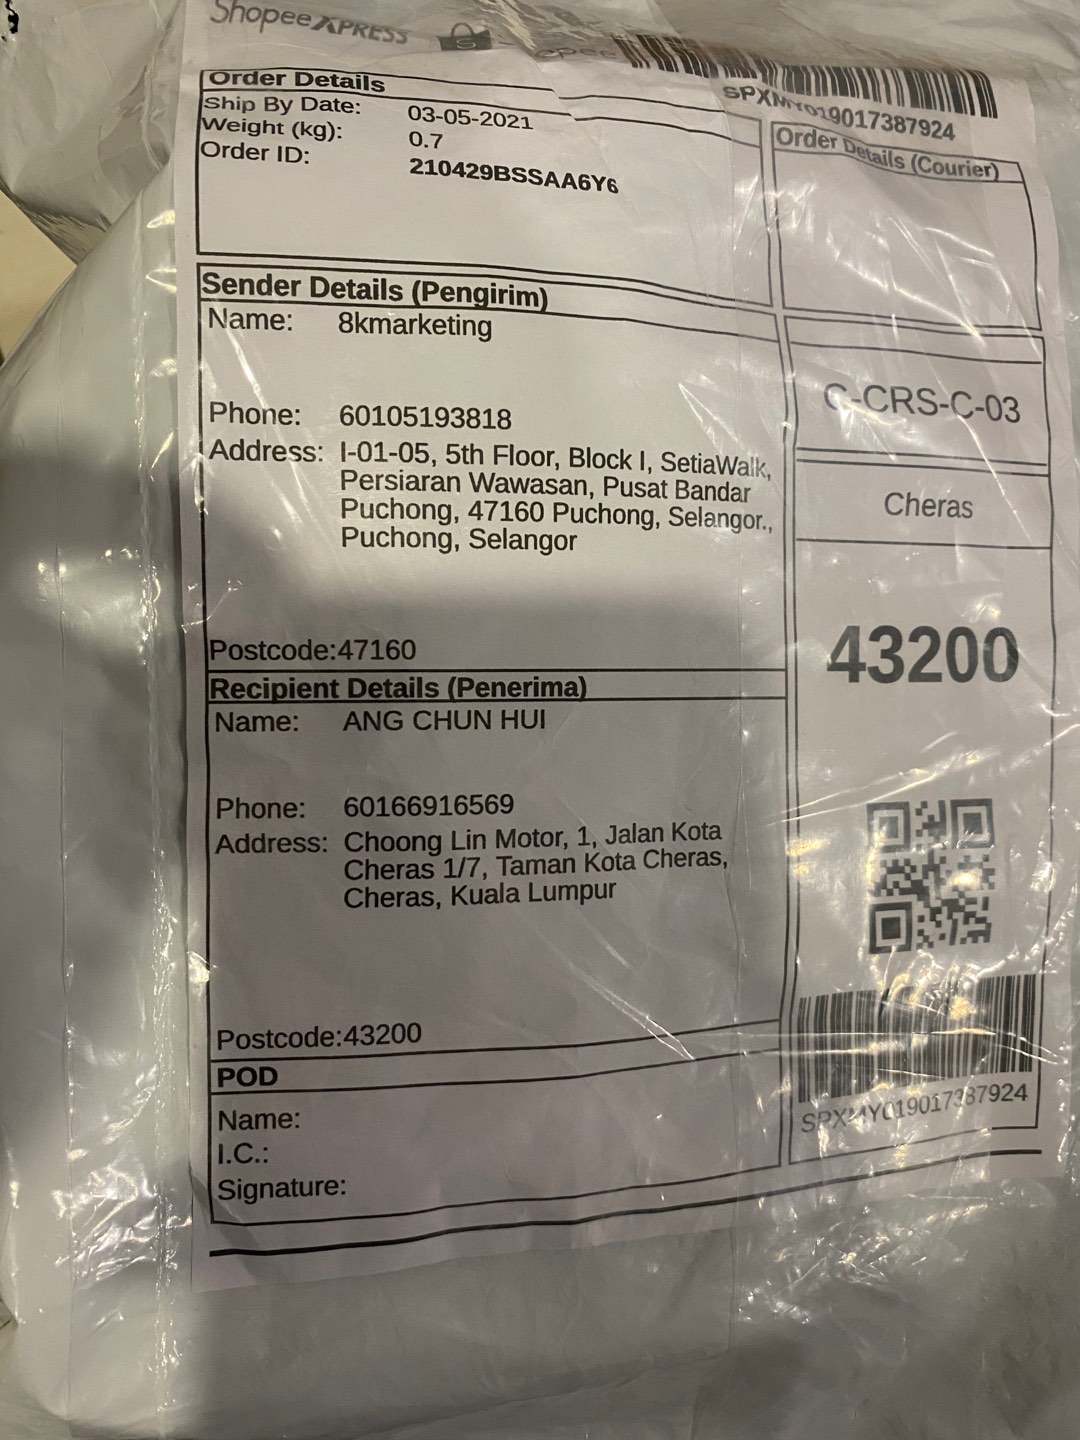 Shopee XPRESS
SPXMY019017387924
Order Details
Ship By Date: 03-05-2021
Weight (kg): 0.7
Order ID: 210429BSSAA6Y6
Order Details (Courier)
Sender Details (Pengirim)
Name: 8kmarketing
Phone: 60105193818
Address: I-01-05, 5th Floor, Block I, SetiaWalk,
Persiaran Wawasan, Pusat Bandar
Puchong, 47160 Puchong, Selangor.,
Puchong, Selangor
Postcode:47160
C-CRS-C-03
Cheras
43200
Recipient Details (Penerima)
Name: ANG CHUN HUI
Phone: 60166916569
Address: Choong Lin Motor, 1, Jalan Kota
Cheras 1/7, Taman Kota Cheras,
Cheras, Kuala Lumpur
Postcode:43200
POD
Name:
I.C.:
Signature:
SPXMY019017387924